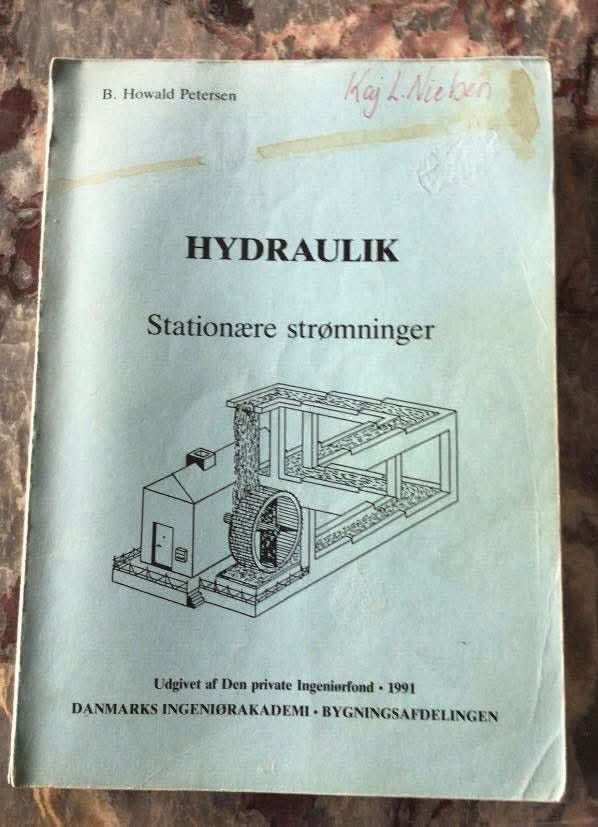 B. Howald Petersen
Kaj L. Nielsen
HYDRAULIK
Stationære strømninger
Udgivet af Den private Ingeniørfond • 1991
DANMARKS INGENIØRAKADEMI • BYGNINGSAFDELINGEN